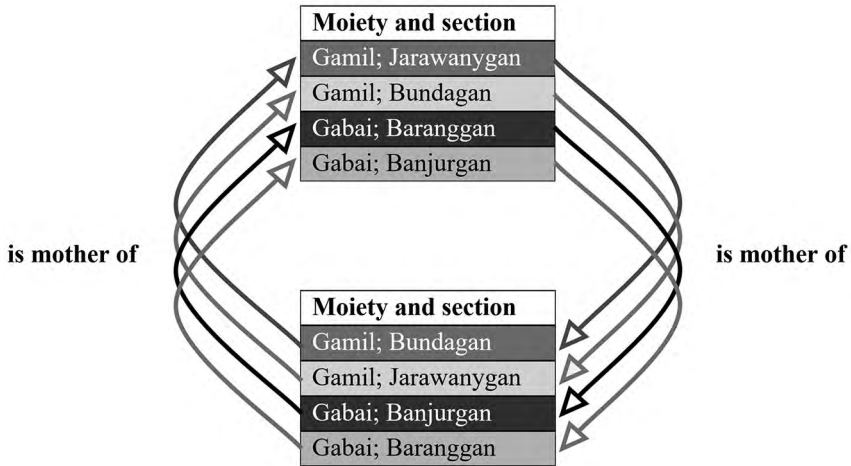 Moiety and section
Gamil; Jarawanygan
Gamil; Bundagan
Gabai; Baranggan
Gabai; Banjurgan
is mother of
is mother of
Moiety and section
Gamil; Bundagan
Gamil; Jarawanygan
Gabai; Banjurgan
Gabai; Baranggan